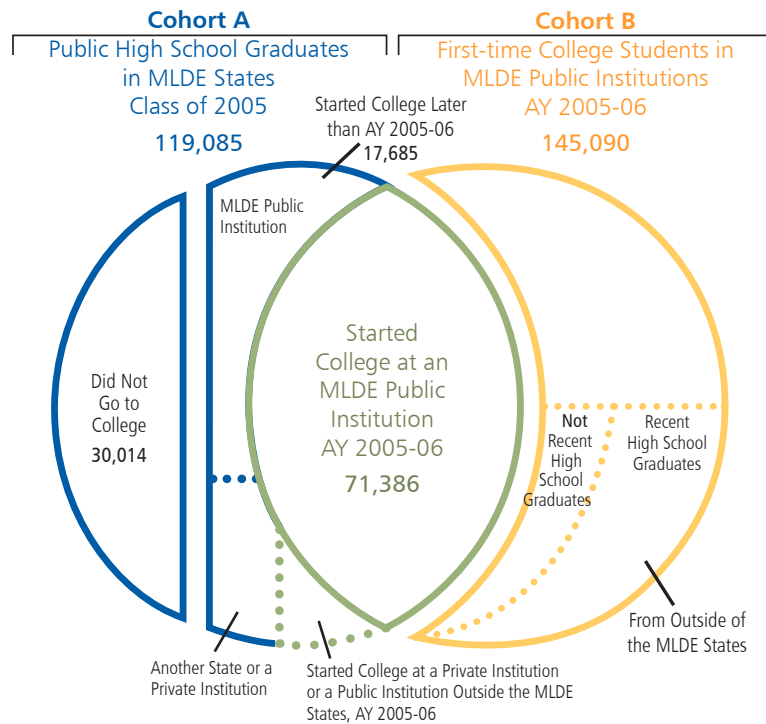 Cohort A
Public High School Graduates
in MLDE States
Class of 2005
119,085
Cohort B
First-time College Students in
MLDE Public Institutions
AY 2005-06
145,090
Started College Later
than AY 2005-06
17,685
MLDE Public
Institution
Did Not
Go to
College
30,014
Started
College at an
MLDE Public
Institution
AY 2005-06
71,386
Not
Recent
High
School
Graduates
Recent
High School
Graduates
From Outside of
the MLDE States
Another State or a
Private Institution
Started College at a Private Institution
or a Public Institution Outside the MLDE
States, AY 2005-06